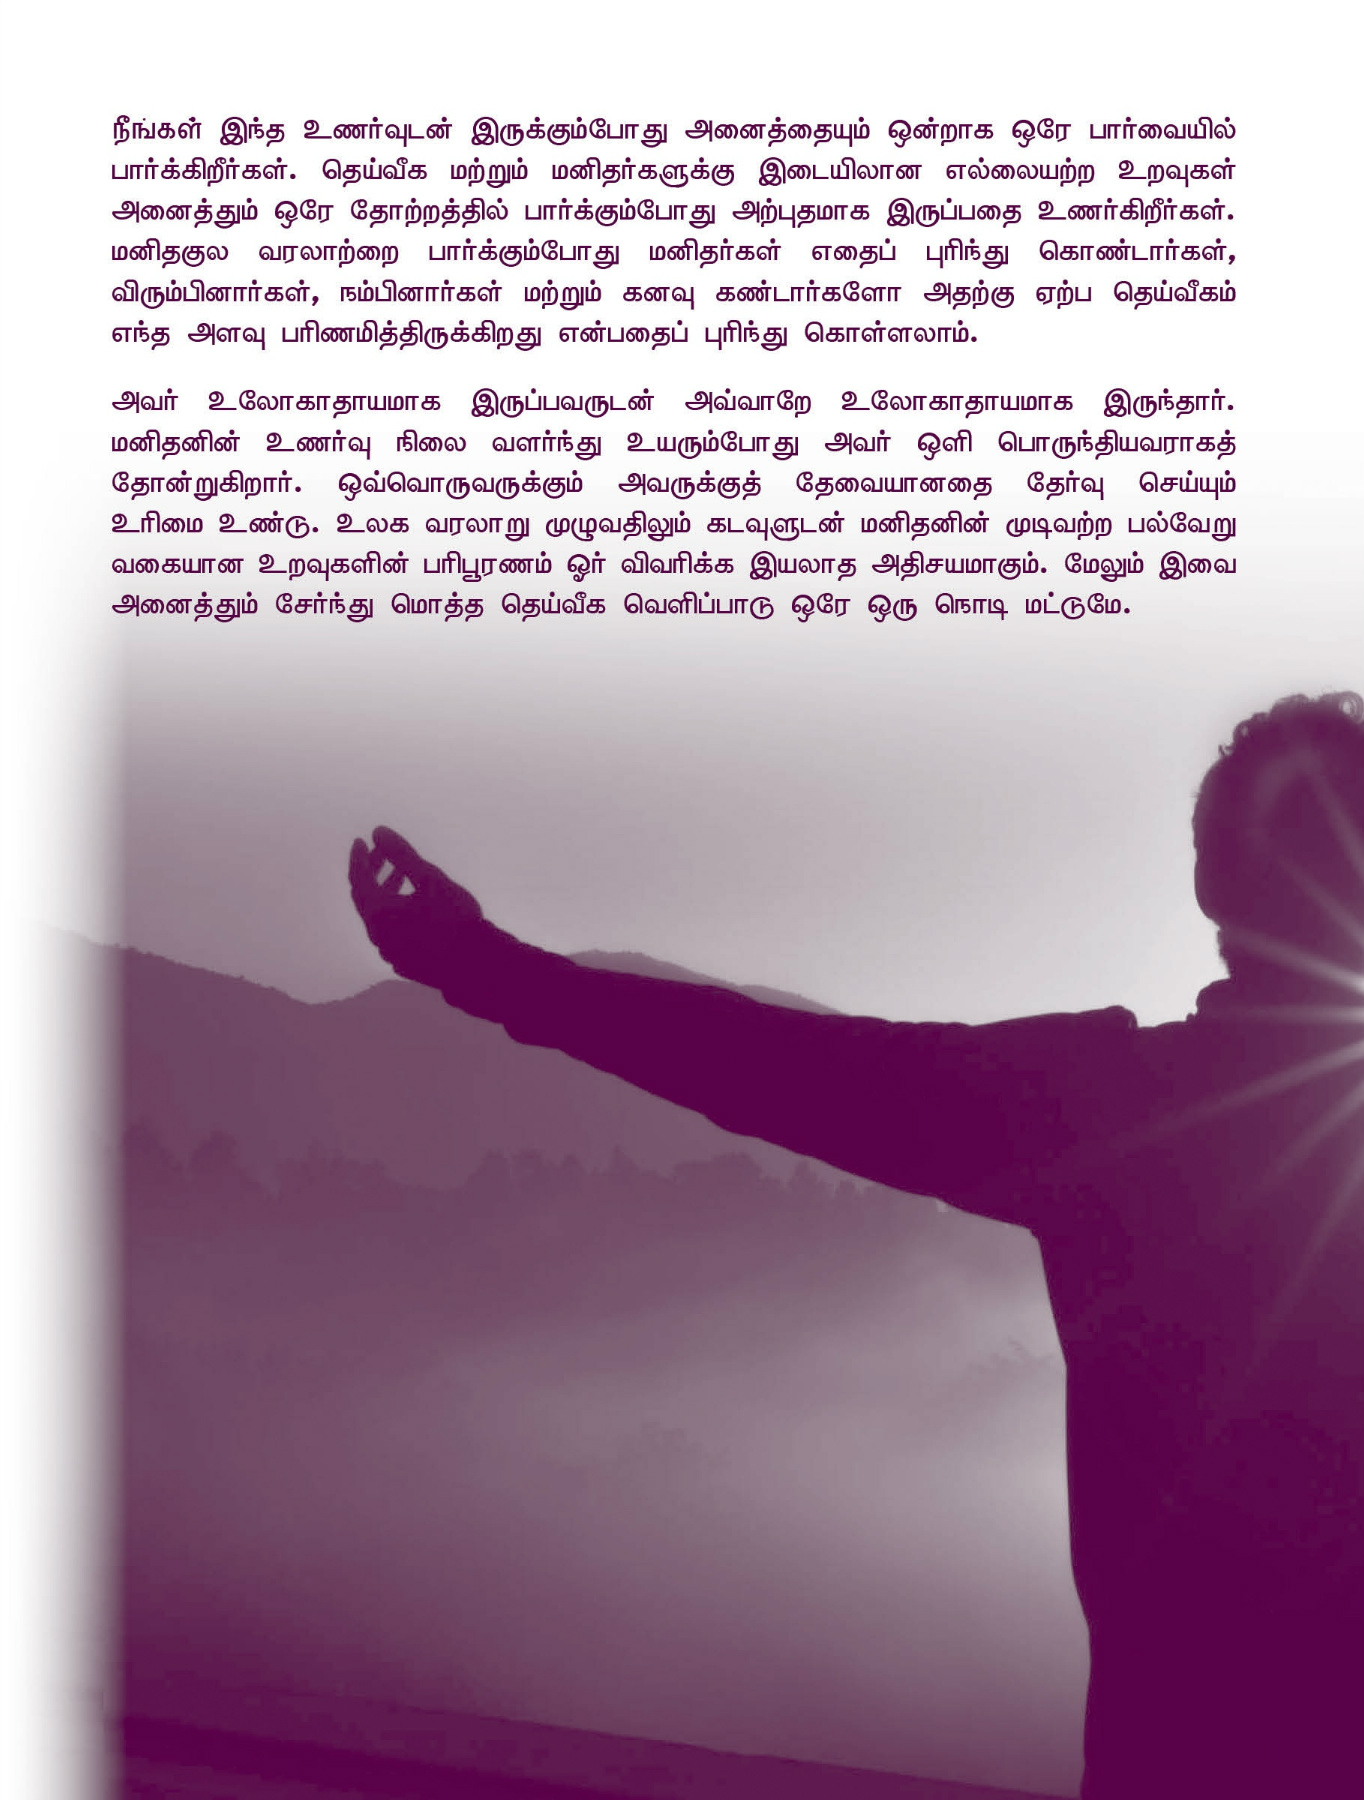 நீங்கள் இந்த உணர்வுடன் இருக்கும்போது அனைத்தையும் ஒன்றாக ஒரே பார்வையில்
பார்க்கிறீர்கள். தெய்வீக மற்றும் மனிதர்களுக்கு இடையிலான எல்லையற்ற உறவுகள்
அனைத்தும் ஒரே தோற்றத்தில் பார்க்கும்போது அற்புதமாக இருப்பதை உணர்கிறீர்கள்.
மனிதகுல வரலாற்றை பார்க்கும்போது மனிதர்கள் எதைப் புரிந்து கொண்டார்கள்,
விரும்பினார்கள், நம்பினார்கள் மற்றும் கனவு கண்டார்களோ அதற்கு ஏற்ப தெய்வீகம்
எந்த அளவு பரிணமித்திருக்கிறது என்பதைப் புரிந்து கொள்ளலாம்.
அவர் உலோகாதாயமாக இருப்பவருடன் அவ்வாறே உலோகாதாயமாக இருந்தார்.
மனிதனின் உணர்வு நிலை வளர்ந்து உயரும்போது அவர் ஒளி பொருந்தியவராகத்
தோன்றுகிறார். ஒவ்வொருவருக்கும் அவருக்குத் தேவையானதை தேர்வு செய்யும்
உரிமை உண்டு. உலக வரலாறு முழுவதிலும் கடவுளுடன் மனிதனின் முடிவற்ற பல்வேறு
வகையான உறவுகளின் பரிபூரணம் ஓர் விவரிக்க இயலாத அதிசயமாகும். மேலும் இவை
அனைத்தும் சேர்ந்து மொத்த தெய்வீக வெளிப்பாடு ஒரே ஒரு நொடி மட்டுமே.